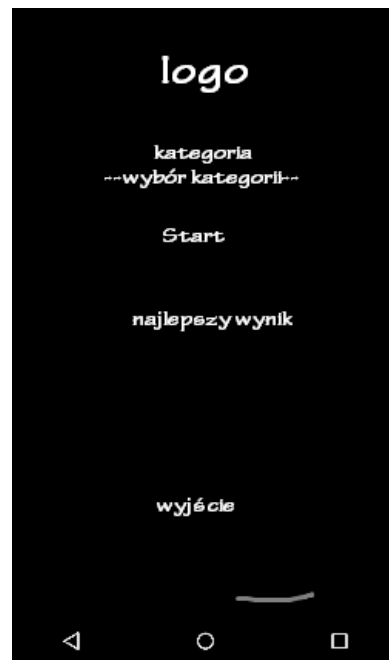 logo
kategoria
--wybór kategorii--
Start
najlepszy wynik
wyjście